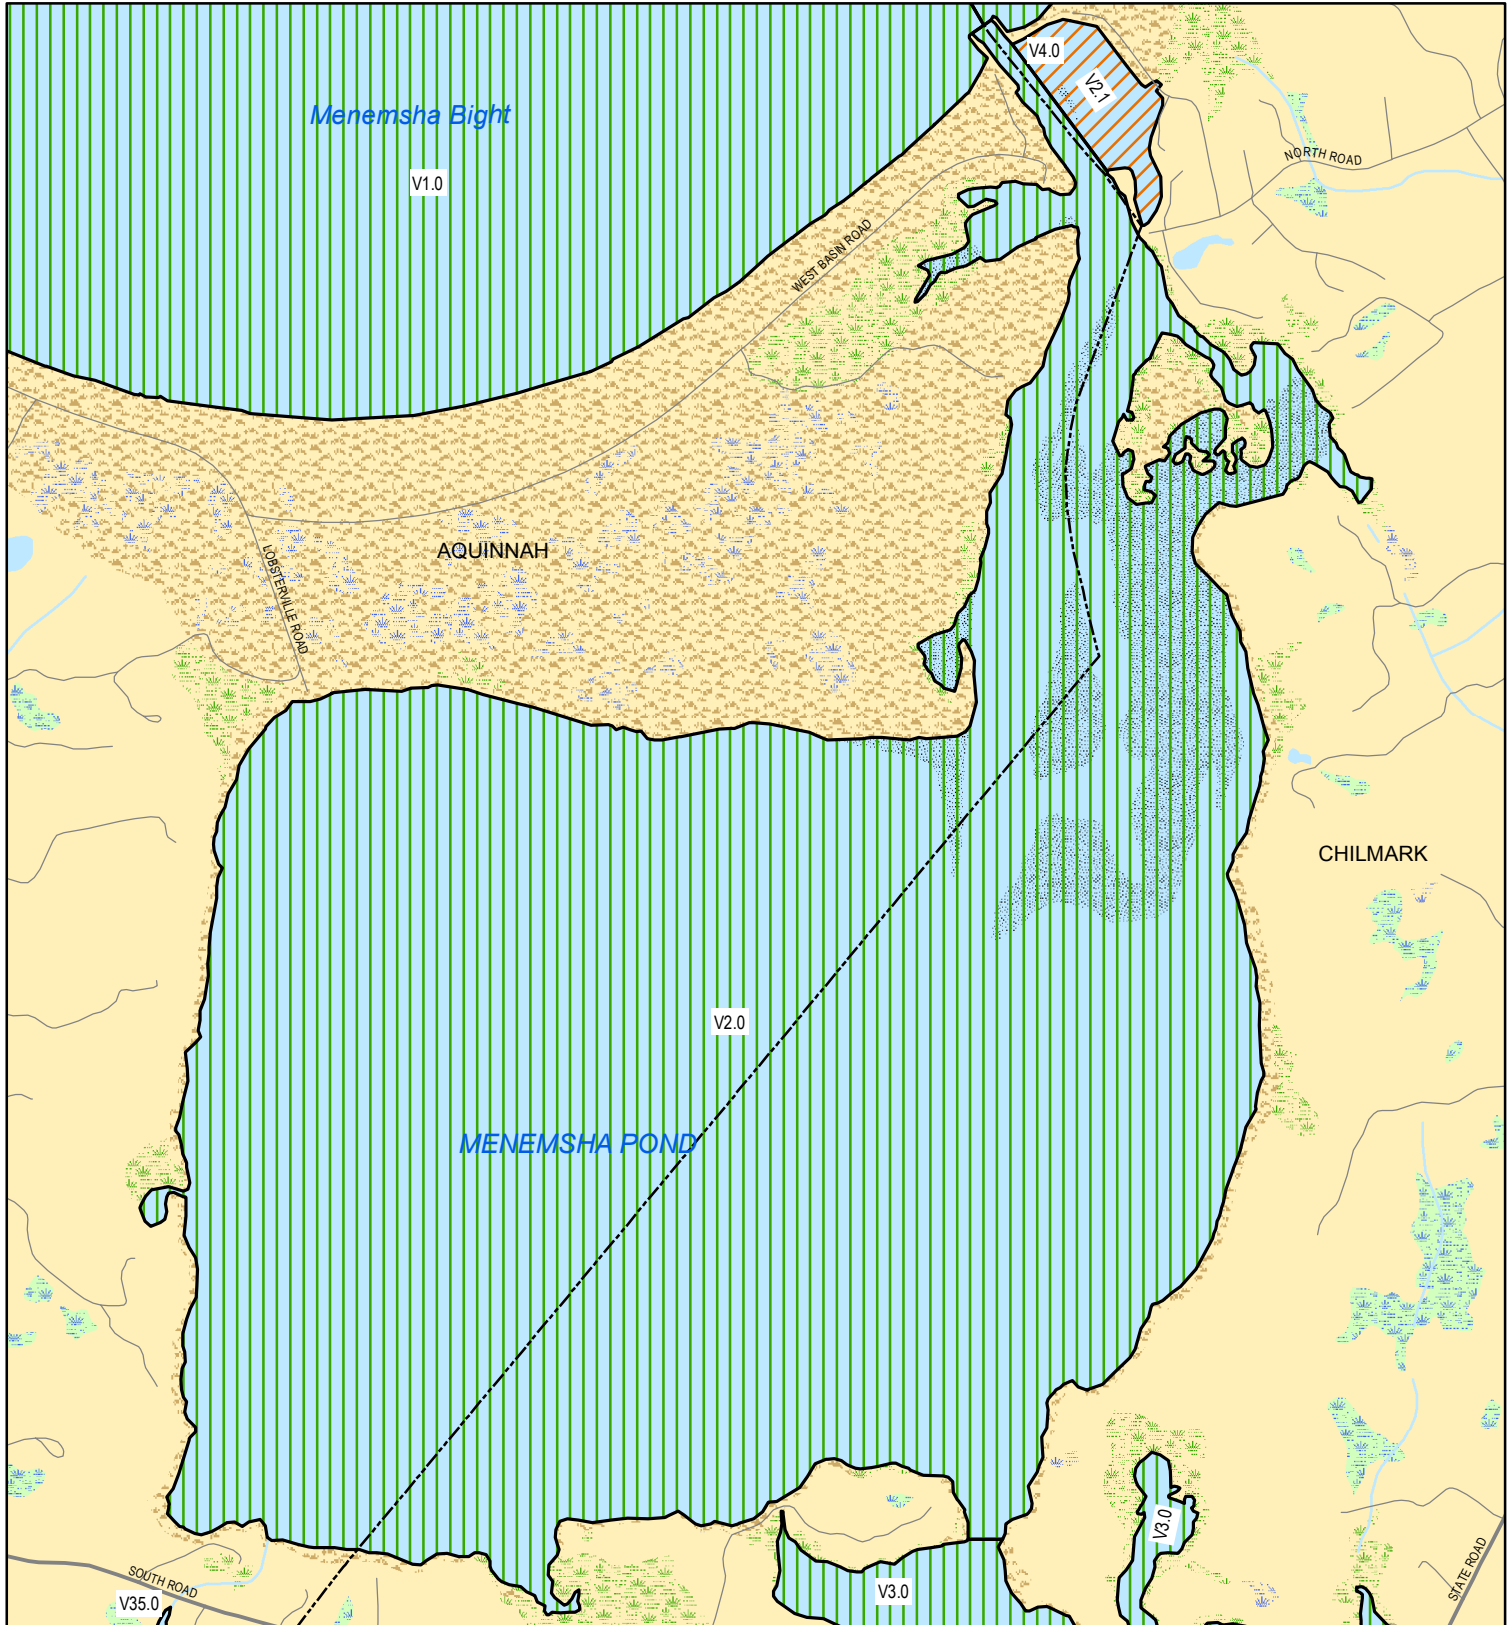 V4.0
V2.1
Menemsha Bight
NORTH ROAD
V1.0
WEST BASIN ROAD
AQUINNAH
LOBSTERVILLE ROAD
CHILMARK
V2.0
MENEMSHA POND
V3.0
SOUTH ROAD
STATE ROAD
V3.0
V35.0